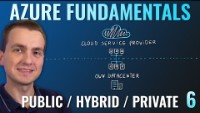 AZURE FUNDAMENTALS
CLOUD SERVICE PROVIDER
OWN DATACENTER
PUBLIC / HYBRID / PRIVATE 6